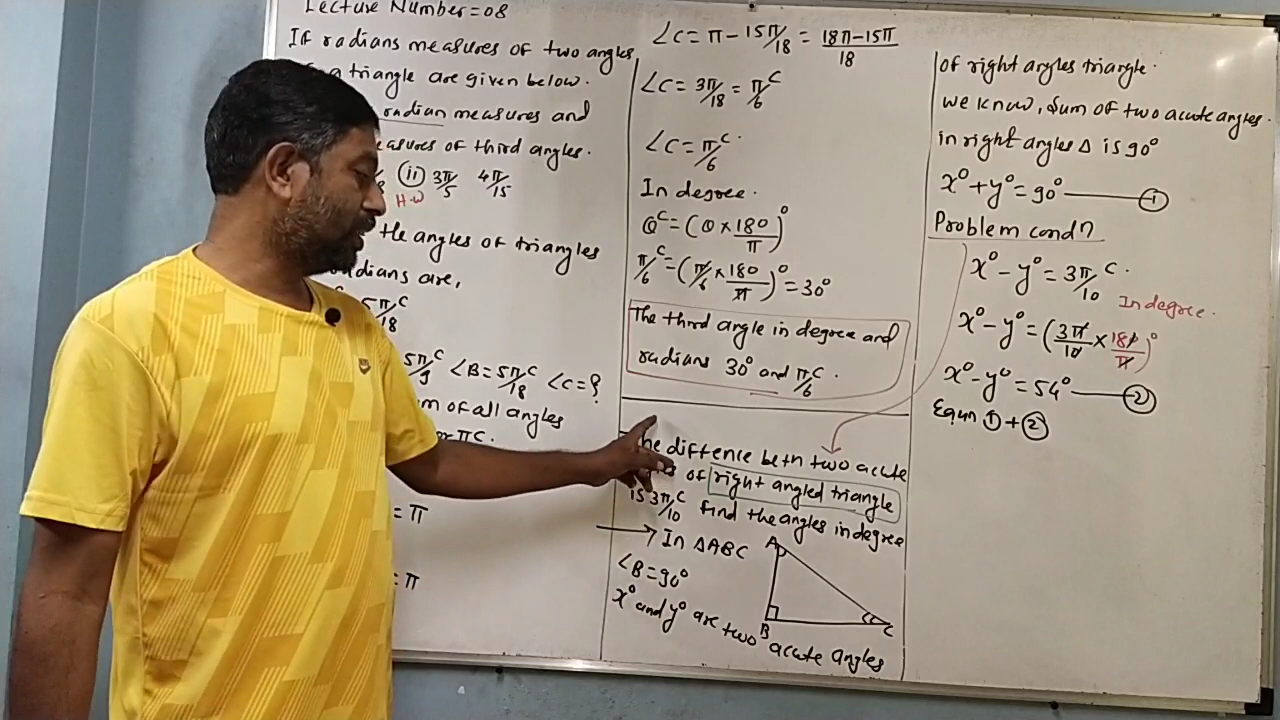 Lecture Number=08
If radians measures of two angles
a triangle are given below.
radian measures and
measures of third angles.
(ii) 3π/5 4π/15
H.W
the angles of triangles
radians are,
5π/18 c
5π/9 c ∠B=5π/18 c ∠C=?
of all angles
πc.
= π
= π
∠C = π - 15π/18 = 18π-15π/18
∠C = 3π/18 = π/6 c
∠C = π/6 c.
In degree.
θc = (θ × 180/π)°
π/6 c = (π/6 × 180/π)° = 30°
The third angle in degree and
radians 30° and π/6 c.
The diffence betn two acute
of right angled triangle
is 3π/10 c find the angles in degree
→ In ΔABC
∠B=90°
x° and y° are two acute angles
A
B
C
of right angles triangle.
we know, Sum of two acute angles.
in right angles Δ is 90°
x°+y°=90° — 1
Problem condn
x°-y°=3π/10 c.
In degree.
x°-y°=(3π/10×180/π)°
x°-y°=54° — 2
Equn 1+2